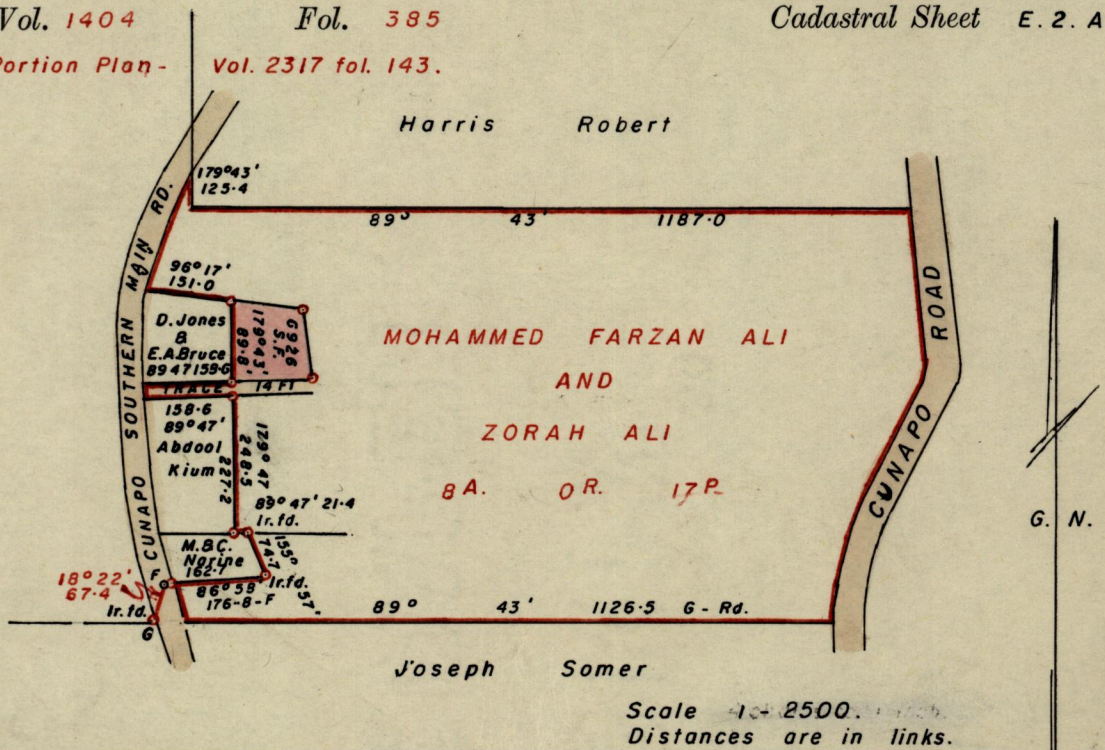 Vol. 1404 Fol. 385 Cadastral Sheet E. 2. A
Portion Plan - Vol. 2317 fol. 143.
Harris Robert
179°43'
125·4
89° 43' 1187·0
CUNAPO SOUTHERN MAIN RD.
96°17'
151·0
D. Jones
&
E.A.Bruce
89 47 159·6
179°43'
89·8
6926
S.F.
TRACE 14 FT
158·6
89°47'
Abdool
Kium
179° 47
248·5
227·2
89° 47' 21·4
Ir. fd.
M.&C.
Narine
162·7
155° 57'
74·7
Ir. fd.
86° 59
176-8-F
18° 22'
67·4
F
Ir. fd.
G
89° 43' 1126·5 G - Rd.
MOHAMMED FARZAN ALI
AND
ZORAH ALI
8A. 0R. 17P.
CUNAPO ROAD
G. N.
Joseph Somer
Scale 1 - 2500.
Distances are in links.